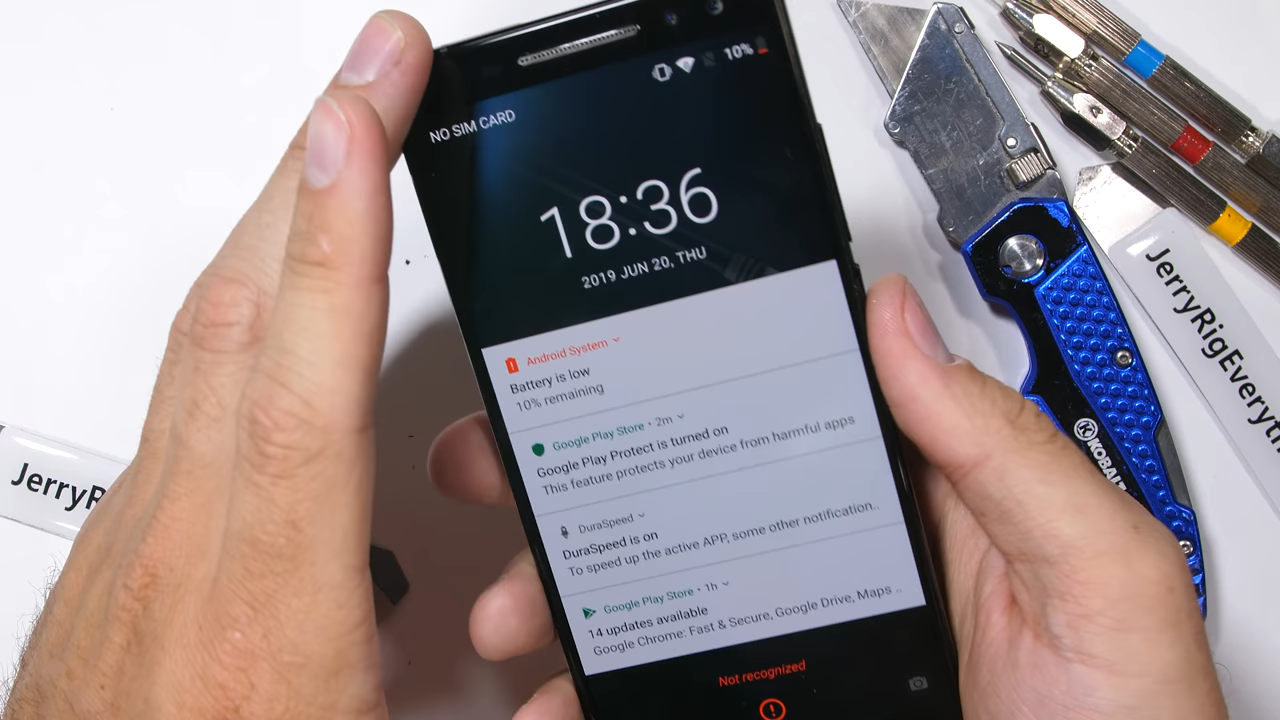 10%
NO SIM CARD
18:36
2019 JUN 20, THU
Android System
Battery is low
10% remaining
Google Play Store • 2m
Google Play Protect is turned on
This feature protects your device from harmful apps
DuraSpeed
DuraSpeed is on
To speed up the active APP, some other notification..
Google Play Store • 1h
14 updates available
Google Chrome: Fast & Secure, Google Drive, Maps ..
Not recognized
KOBALT
JerryRigEveryth
JerryR